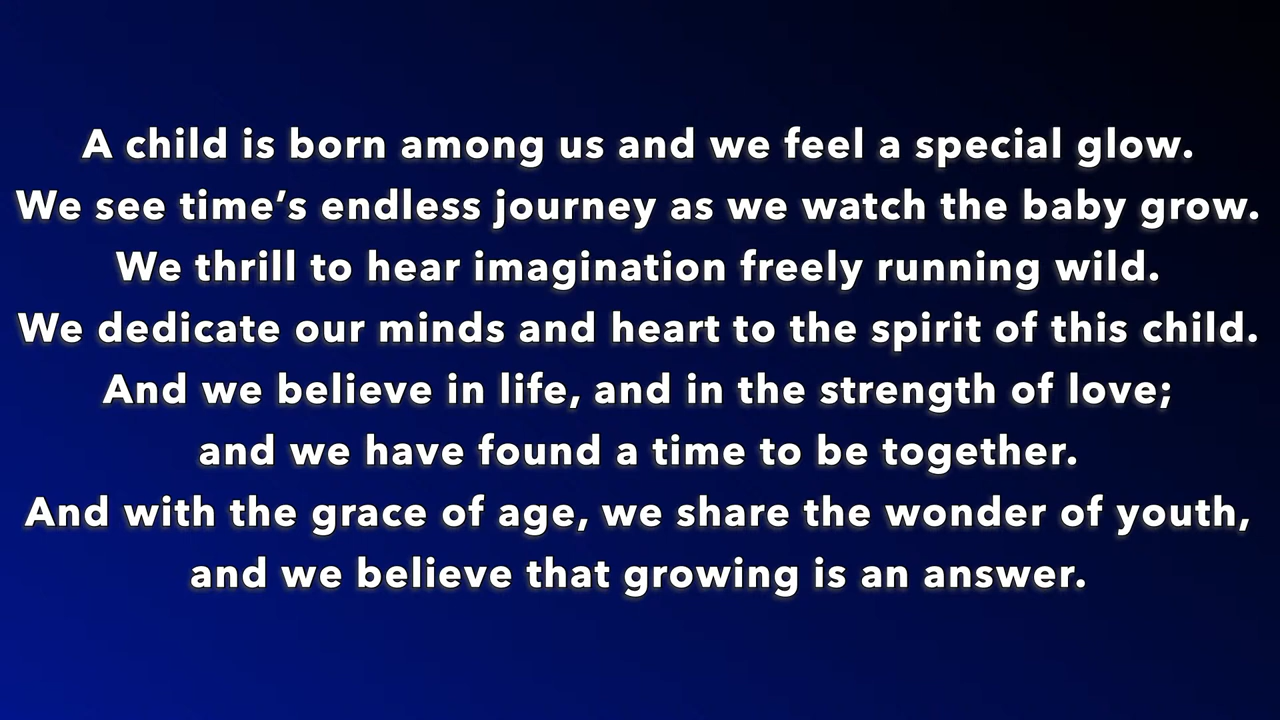 A child is born among us and we feel a special glow.
We see time’s endless journey as we watch the baby grow.
We thrill to hear imagination freely running wild.
We dedicate our minds and heart to the spirit of this child.
And we believe in life, and in the strength of love;
and we have found a time to be together.
And with the grace of age, we share the wonder of youth,
and we believe that growing is an answer.